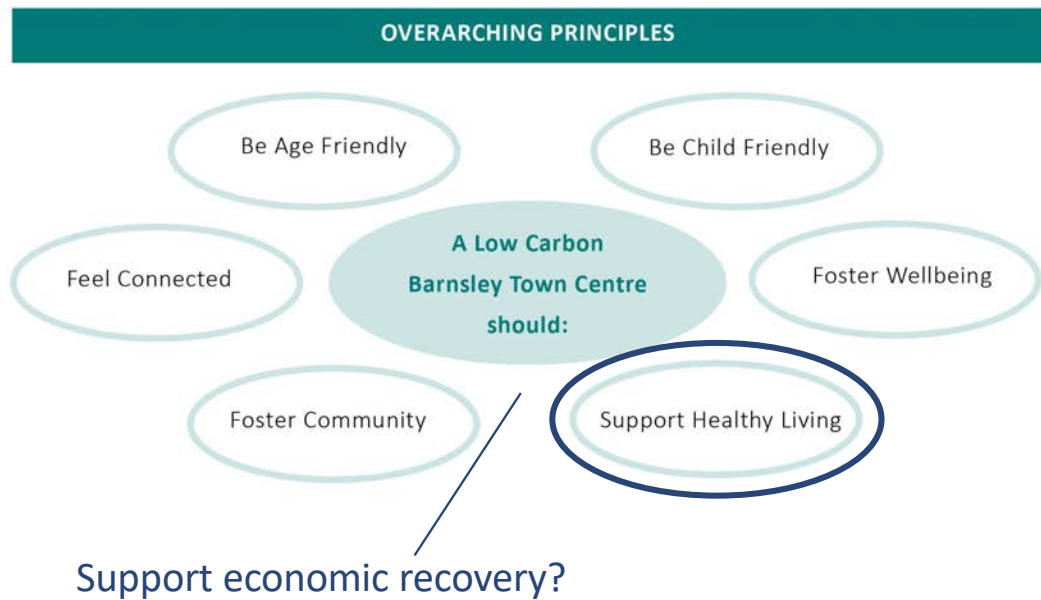 OVERARCHING PRINCIPLES
Be Age Friendly
Be Child Friendly
A Low Carbon
Barnsley Town Centre
should:
Feel Connected
Foster Wellbeing
Foster Community
Support Healthy Living
Support economic recovery?